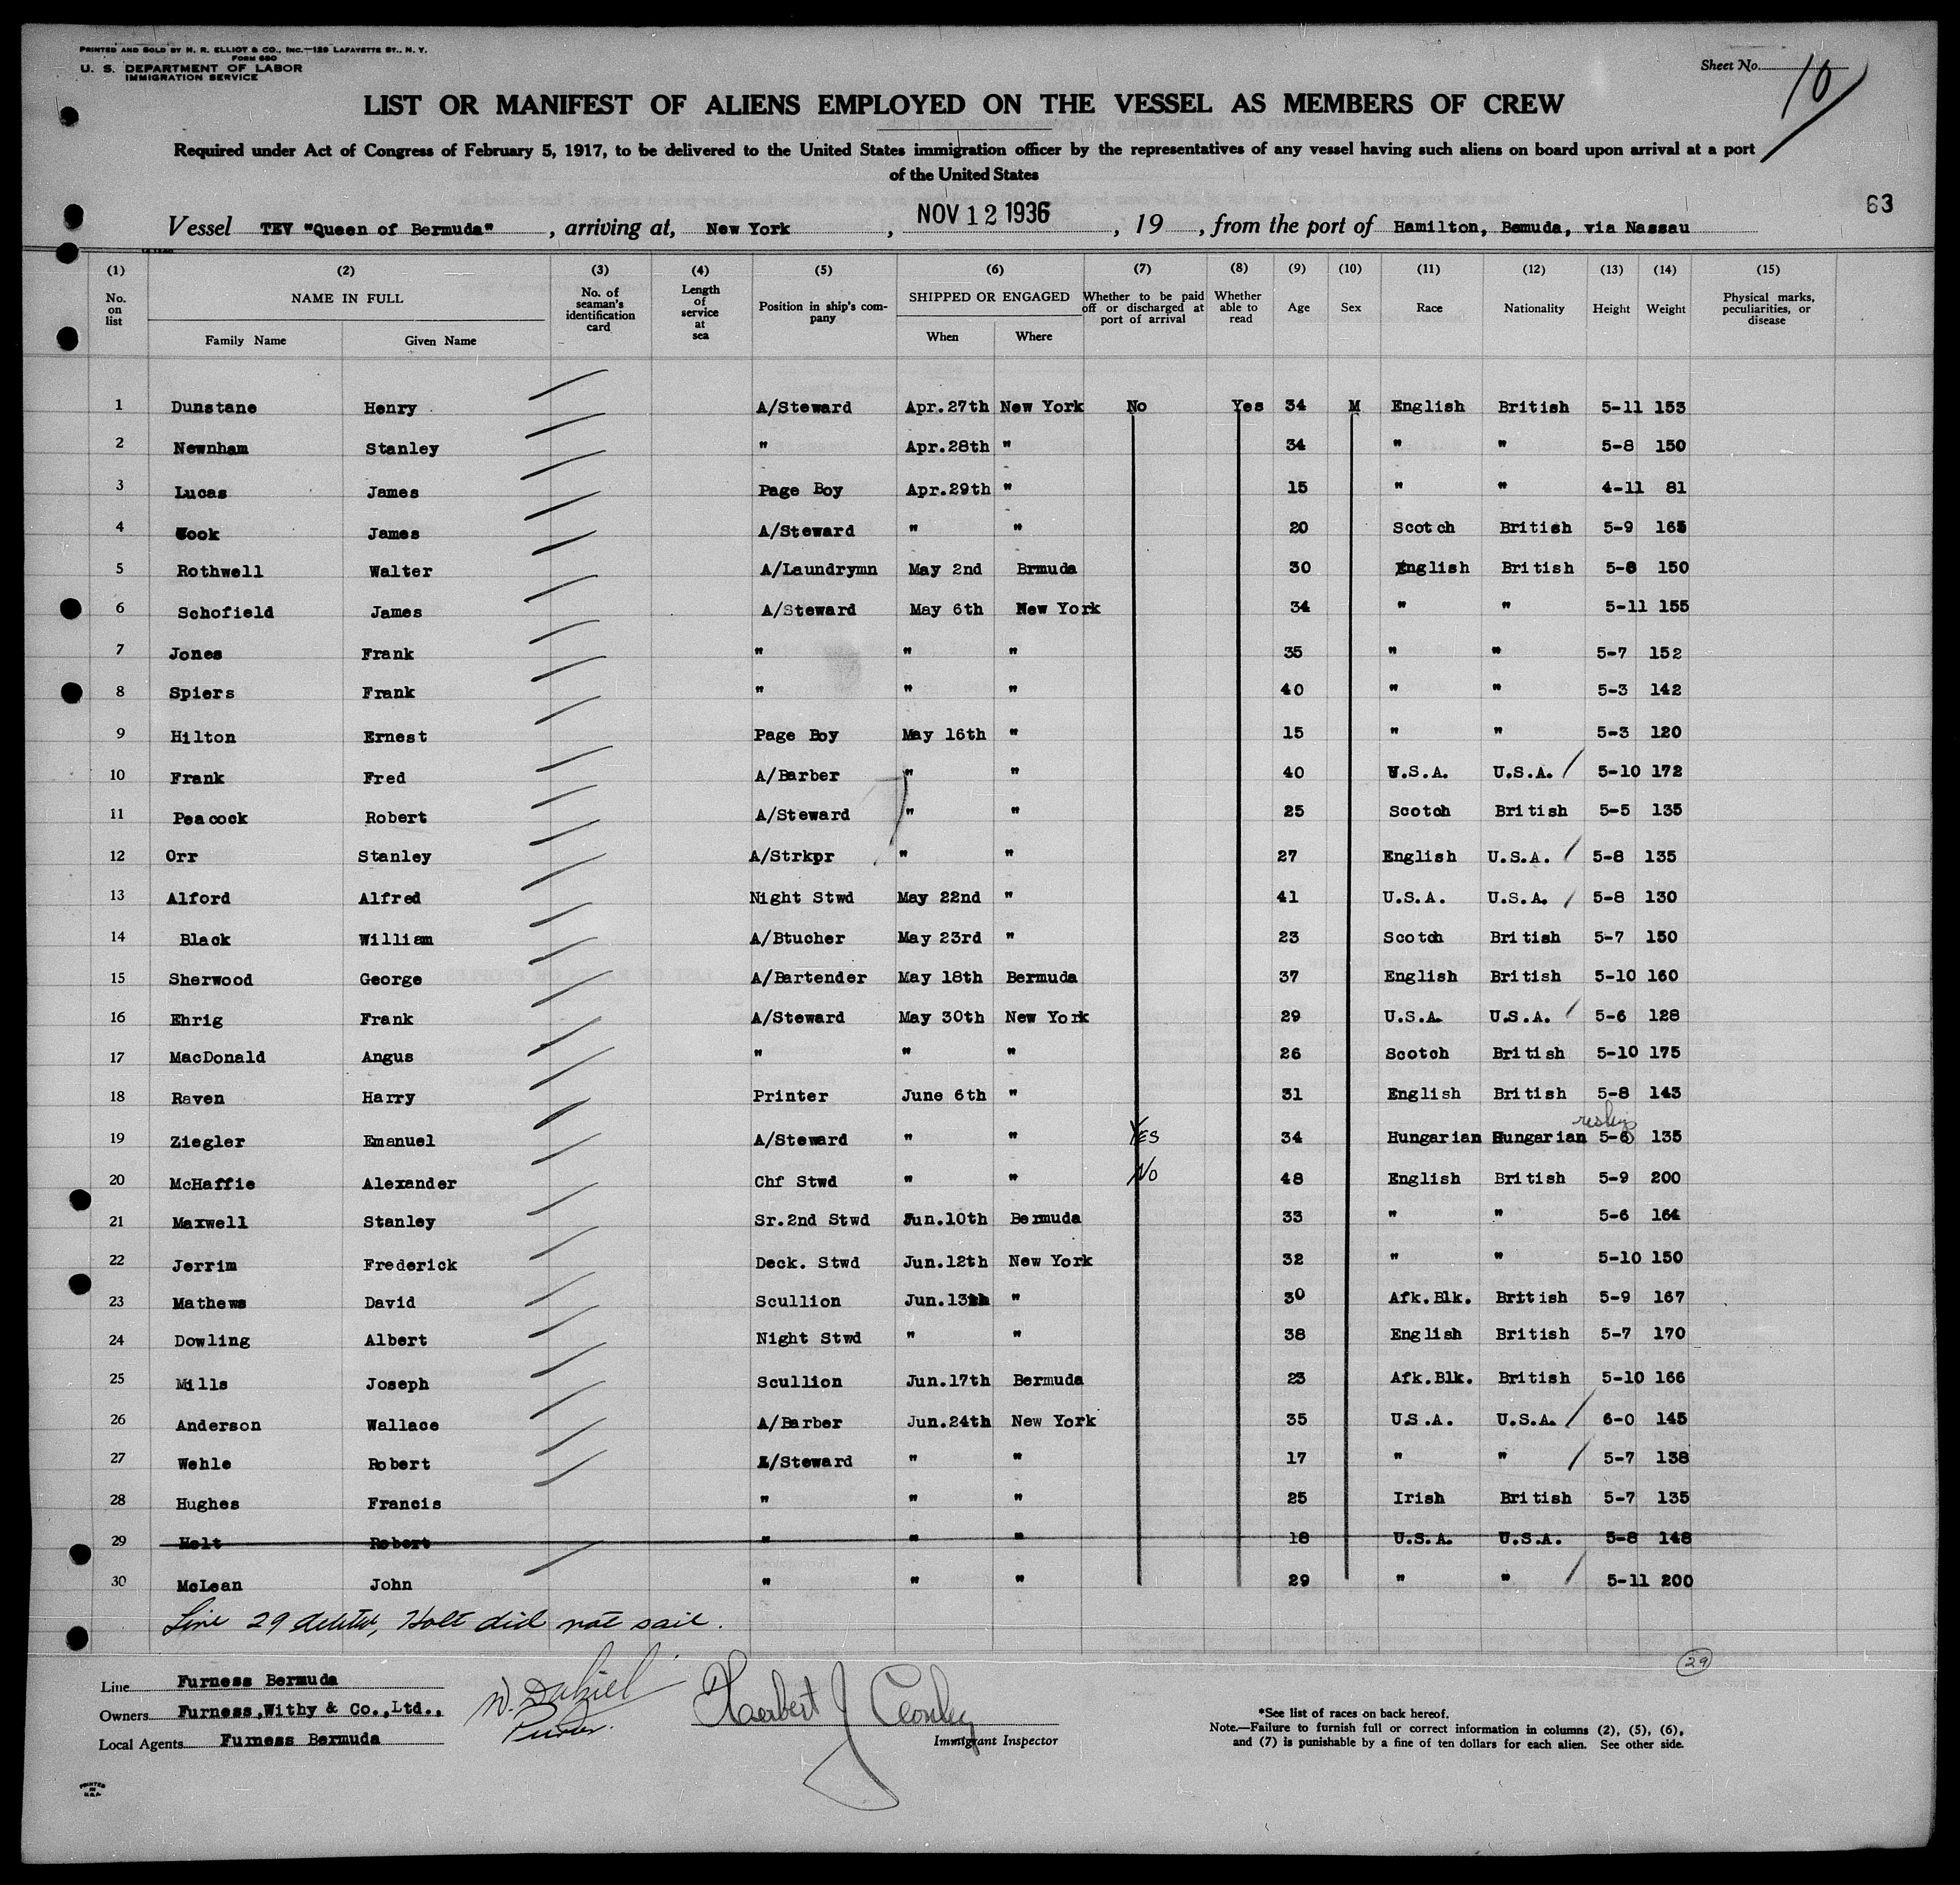 PRINTED AND SOLD BY H. R. ELLIOT & CO., INC.—129 LAFAYETTE ST., N. Y.
FORM 680
U. S. DEPARTMENT OF LABOR
IMMIGRATION SERVICE
Sheet No. 10
LIST OR MANIFEST OF ALIENS EMPLOYED ON THE VESSEL AS MEMBERS OF CREW
Required under Act of Congress of February 5, 1917, to be delivered to the United States immigration officer by the representatives of any vessel having such aliens on board upon arrival at a port
of the United States
63
Vessel TEV "Queen of Bermuda", arriving at, New York, NOV 12 1936, 19 , from the port of Hamilton, Bemuda, via Nassau
(1) (2) (3) (4) (5) (6) (7) (8) (9) (10) (11) (12) (13) (14) (15)
No. on list NAME IN FULL Family Name Given Name No. of seaman's identification card Length of service at sea Position in ship's company SHIPPED OR ENGAGED When Where Whether to be paid off or discharged at port of arrival Whether able to read Age Sex Race Nationality Height Weight Physical marks, peculiarities, or disease
1 Dunstane Henry A/Steward Apr.27th New York No Yes 34 M English British 5-11 153
2 Newnham Stanley " Apr.28th " 34 " " 5-8 150
3 Lucas James Page Boy Apr.29th " 15 " " 4-11 81
4 Cook James A/Steward " " 20 Scotch British 5-9 165
5 Rothwell Walter A/Laundrymn May 2nd Brmuda 30 English British 5-8 150
6 Schofield James A/Steward May 6th New York 34 " " 5-11 155
7 Jones Frank " " " 35 " " 5-7 152
8 Spiers Frank " " " 40 " " 5-3 142
9 Hilton Ernest Page Boy May 16th " 15 " " 5-3 120
10 Frank Fred A/Barber " " 40 U.S.A. U.S.A. 5-10 172
11 Peacock Robert A/Steward " " 25 Scotch British 5-5 135
12 Orr Stanley A/Strkpr " " 27 English U.S.A. 5-8 135
13 Alford Alfred Night Stwd May 22nd " 41 U.S.A. U.S.A. 5-8 130
14 Black William A/Btucher May 23rd " 23 Scotch British 5-7 150
15 Sherwood George A/Bartender May 18th Bermuda 37 English British 5-10 160
16 Ehrig Frank A/Steward May 30th New York 29 U.S.A. U.S.A. 5-6 128
17 MacDonald Angus " " " 26 Scotch British 5-10 175
18 Raven Harry Printer June 6th " 31 English British 5-8 143
19 Ziegler Emanuel A/Steward " " YES 34 Hungarian Hungarian 5-6 135
20 McHaffie Alexander Chf Stwd " " NO 48 English British 5-9 200
21 Maxwell Stanley Sr.2nd Stwd Jun.10th Bermuda 33 " " 5-6 164
22 Jerrim Frederick Deck. Stwd Jun.12th New York 32 " " 5-10 150
23 Mathews David Scullion Jun.13th " 30 Afk.Blk. British 5-9 167
24 Dowling Albert Night Stwd " " 38 English British 5-7 170
25 Mills Joseph Scullion Jun.17th Bermuda 23 Afk.Blk. British 5-10 166
26 Anderson Wallace A/Barber Jun.24th New York 35 U.S.A. U.S.A. 6-0 145
27 Wehle Robert A/Steward " " 17 " " 5-7 138
28 Hughes Francis " " " 25 Irish British 5-7 135
29 Holt Robert " " " 18 U.S.A. U.S.A. 5-8 148
30 McLean John " " " 29 " " 5-11 200
Line 29 deleted, Holt did not sail.
29
Line Furness Bermuda
Owners Furness,Withy & Co.,Ltd.,
Local Agents Furness Bermuda
Purser.
Herbert J
Immigrant Inspector
*See list of races on back hereof.
Note.—Failure to furnish full or correct information in columns (2), (5), (6),
and (7) is punishable by a fine of ten dollars for each alien. See other side.
PRINTED
IN
U.S.A.